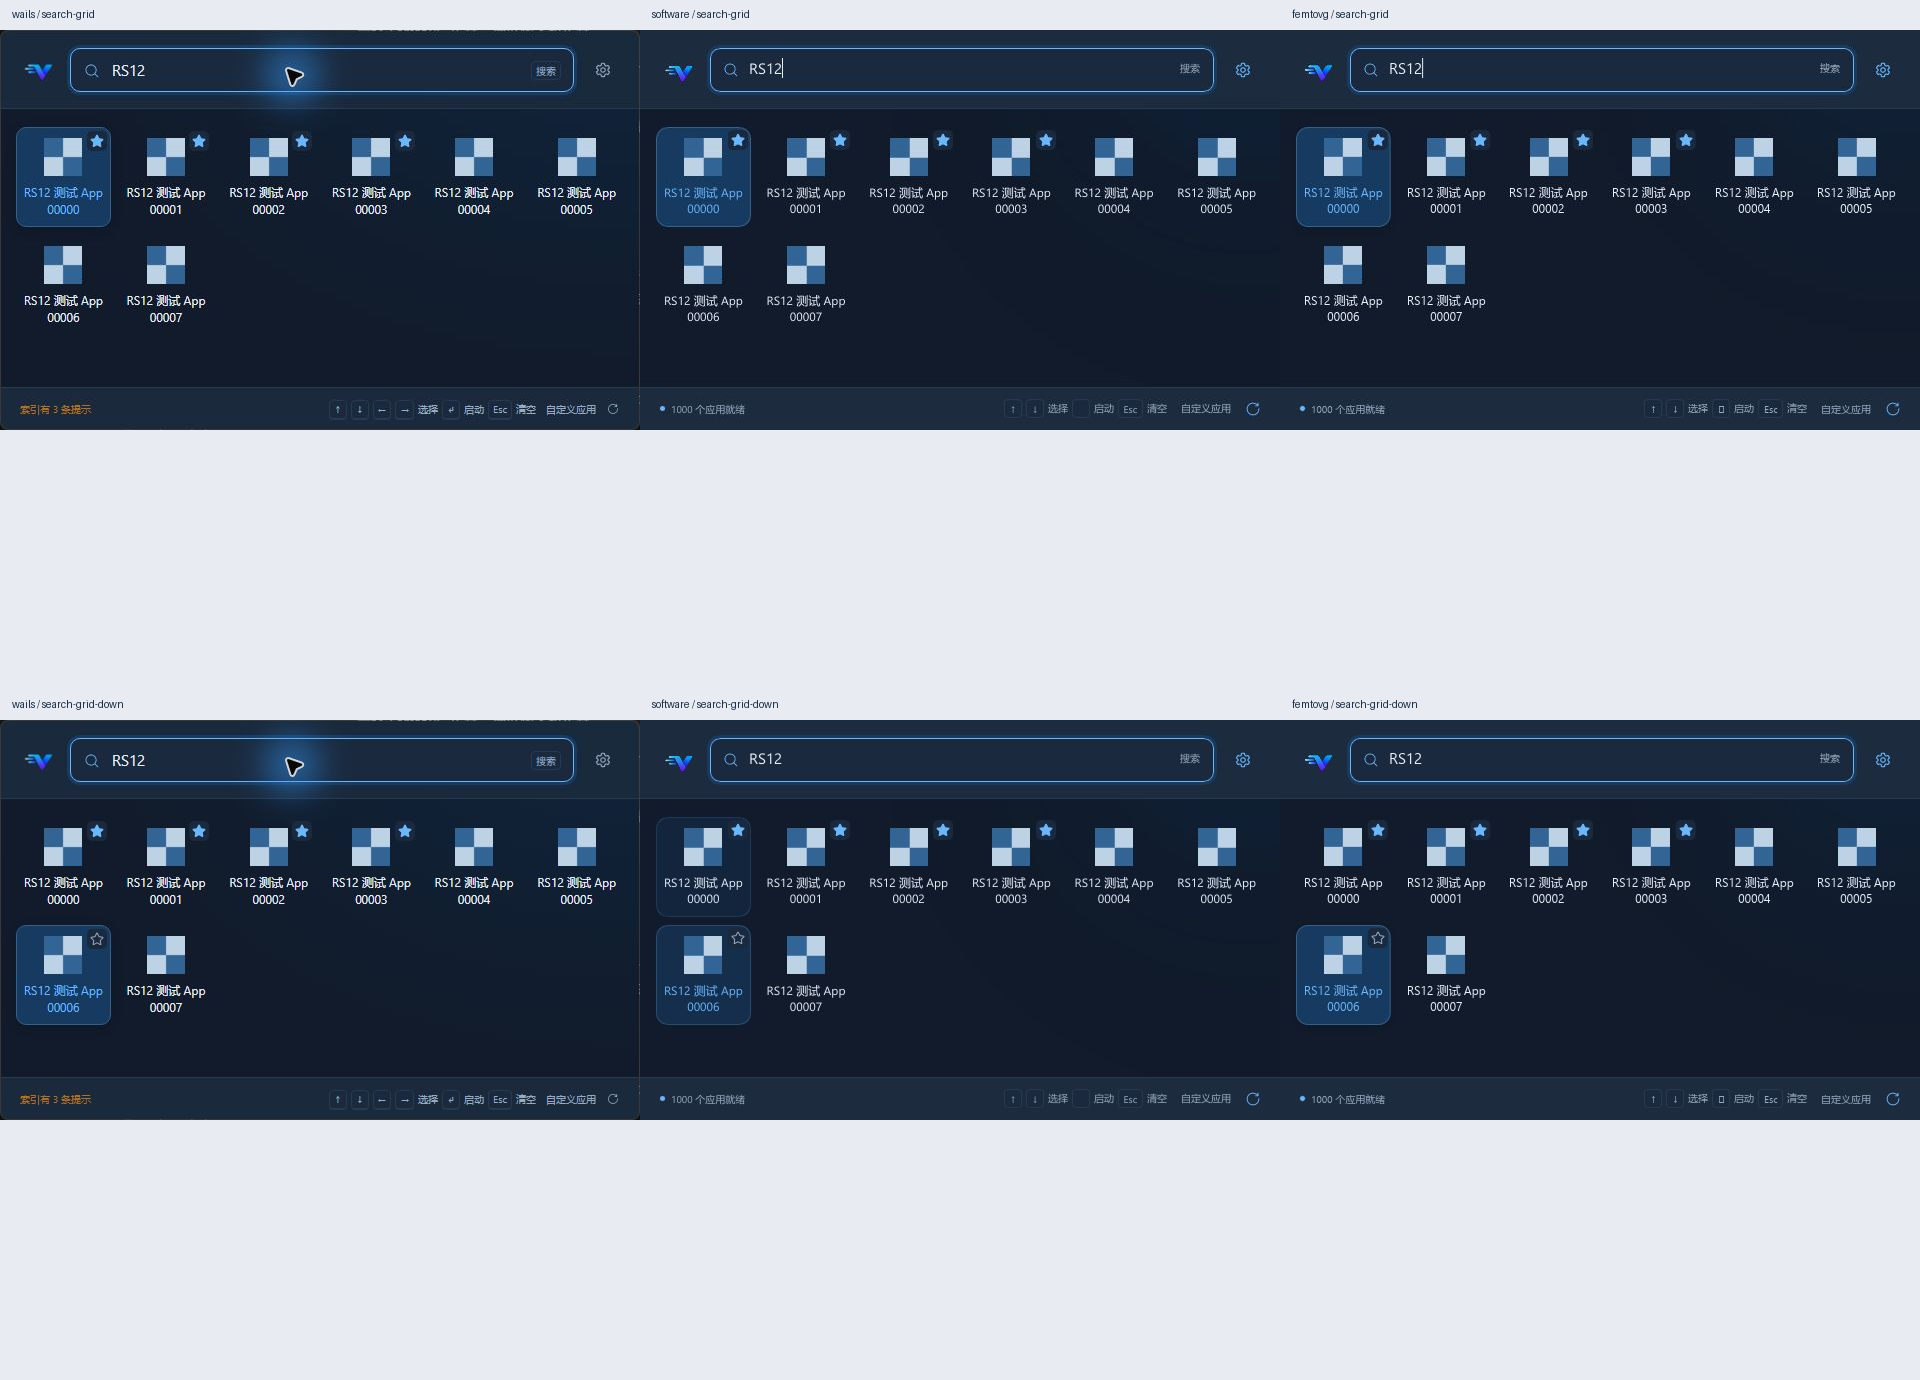 wails / search-grid
RS12
搜索
RS12 测试 App 00000
RS12 测试 App 00001
RS12 测试 App 00002
RS12 测试 App 00003
RS12 测试 App 00004
RS12 测试 App 00005
RS12 测试 App 00006
RS12 测试 App 00007
索引有 3 条提示
↑ ↓ ← → 选择 ↵ 启动 Esc 清空 自定义应用
software / search-grid
RS12
搜索
RS12 测试 App 00000
RS12 测试 App 00001
RS12 测试 App 00002
RS12 测试 App 00003
RS12 测试 App 00004
RS12 测试 App 00005
RS12 测试 App 00006
RS12 测试 App 00007
1000 个应用就绪
↑ ↓ 选择 启动 Esc 清空 自定义应用
femtovg / search-grid
RS12
搜索
RS12 测试 App 00000
RS12 测试 App 00001
RS12 测试 App 00002
RS12 测试 App 00003
RS12 测试 App 00004
RS12 测试 App 00005
RS12 测试 App 00006
RS12 测试 App 00007
1000 个应用就绪
↑ ↓ 选择 启动 Esc 清空 自定义应用
wails / search-grid-down
RS12
搜索
RS12 测试 App 00000
RS12 测试 App 00001
RS12 测试 App 00002
RS12 测试 App 00003
RS12 测试 App 00004
RS12 测试 App 00005
RS12 测试 App 00006
RS12 测试 App 00007
索引有 3 条提示
↑ ↓ ← → 选择 ↵ 启动 Esc 清空 自定义应用
software / search-grid-down
RS12
搜索
RS12 测试 App 00000
RS12 测试 App 00001
RS12 测试 App 00002
RS12 测试 App 00003
RS12 测试 App 00004
RS12 测试 App 00005
RS12 测试 App 00006
RS12 测试 App 00007
1000 个应用就绪
↑ ↓ 选择 启动 Esc 清空 自定义应用
femtovg / search-grid-down
RS12
搜索
RS12 测试 App 00000
RS12 测试 App 00001
RS12 测试 App 00002
RS12 测试 App 00003
RS12 测试 App 00004
RS12 测试 App 00005
RS12 测试 App 00006
RS12 测试 App 00007
1000 个应用就绪
↑ ↓ 选择 启动 Esc 清空 自定义应用